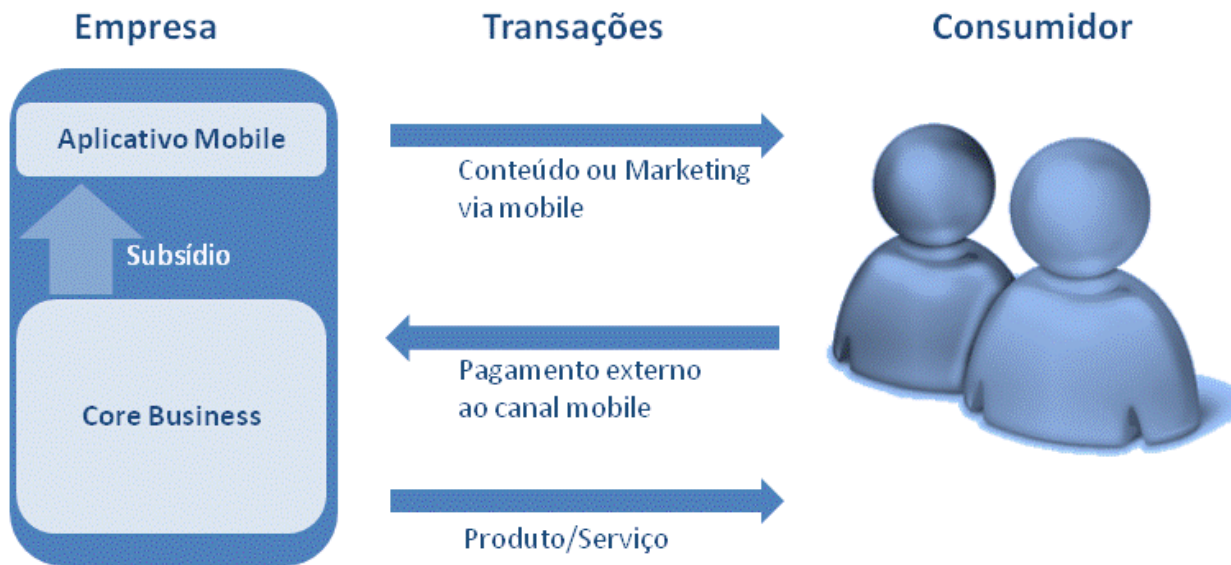 Empresa
Transações
Consumidor
Aplicativo Mobile
Subsídio
Core Business
Conteúdo ou Marketing
via mobile
Pagamento externo
ao canal mobile
Produto/Serviço